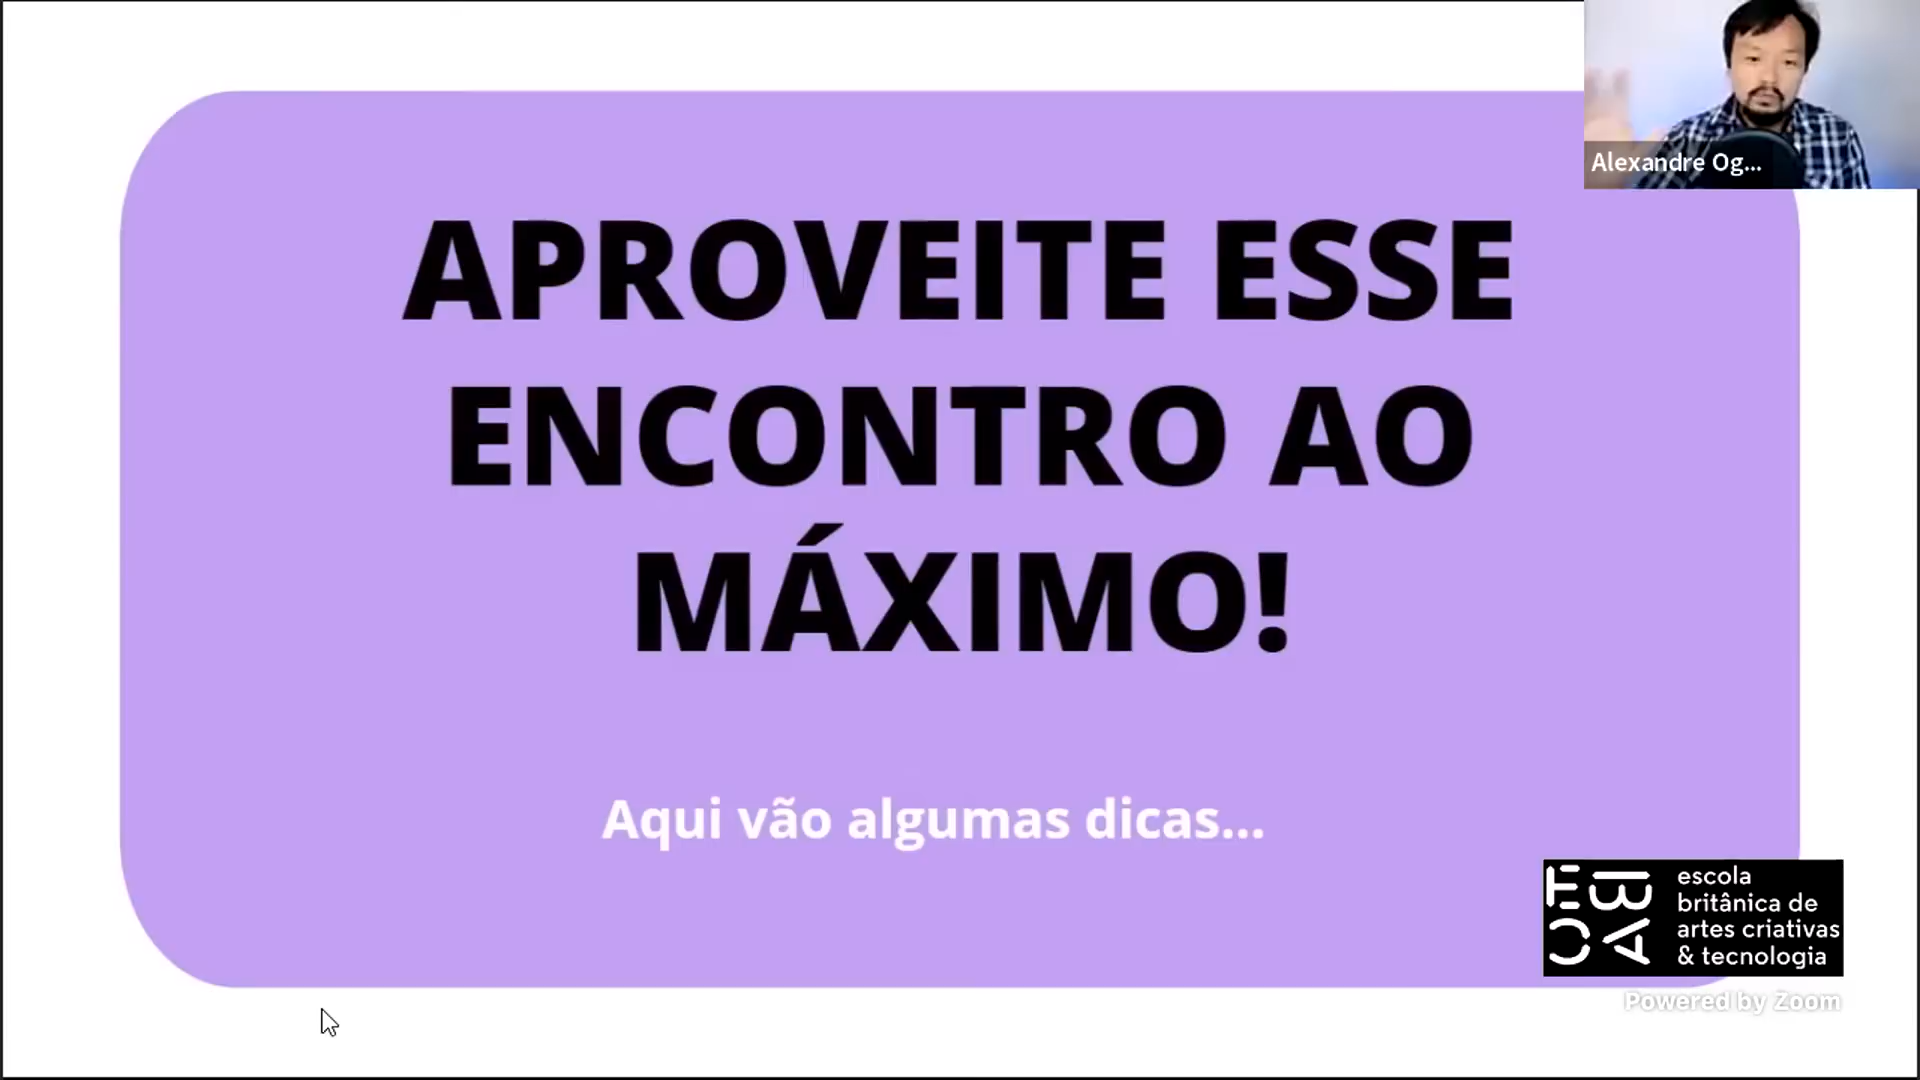 Alexandre Og...
APROVEITE ESSE
ENCONTRO AO
MÁXIMO!
Aqui vão algumas dicas...
EBAC
escola
britânica de
artes criativas
& tecnologia
Powered by Zoom